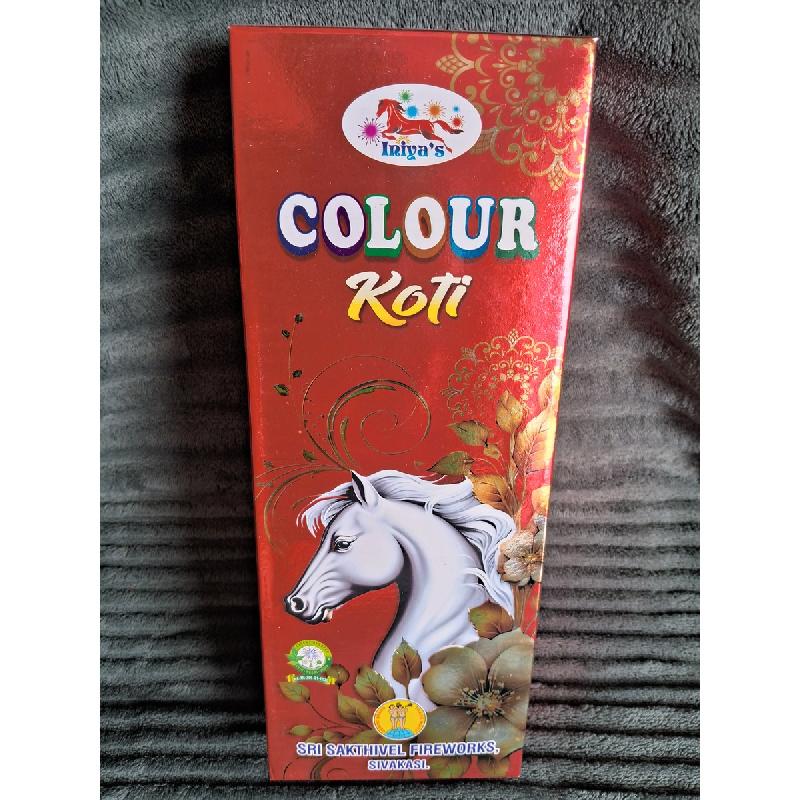 Iniya's
COLOUR
Koti
SRI SAKTHIVEL FIREWORKS,
SIVAKASI.